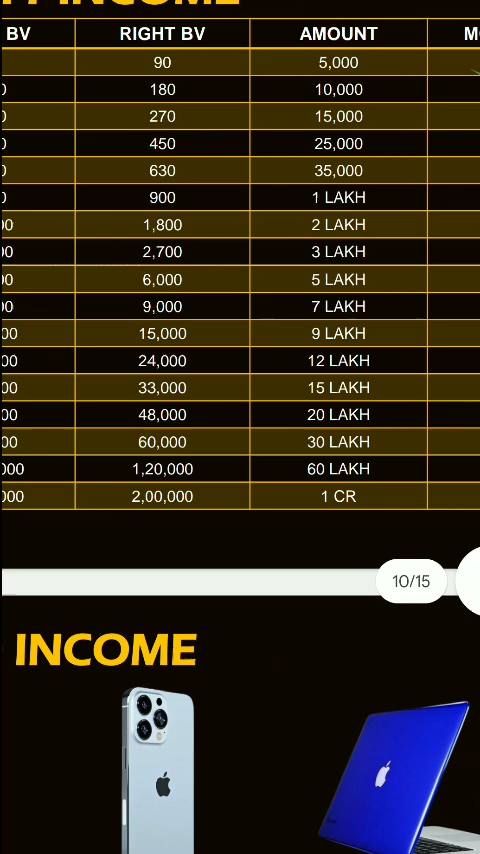 INCOME
BV RIGHT BV AMOUNT
90 5,000
180 10,000
270 15,000
450 25,000
630 35,000
900 1 LAKH
1,800 2 LAKH
2,700 3 LAKH
6,000 5 LAKH
9,000 7 LAKH
15,000 9 LAKH
24,000 12 LAKH
33,000 15 LAKH
48,000 20 LAKH
60,000 30 LAKH
1,20,000 60 LAKH
2,00,000 1 CR
10/15
INCOME